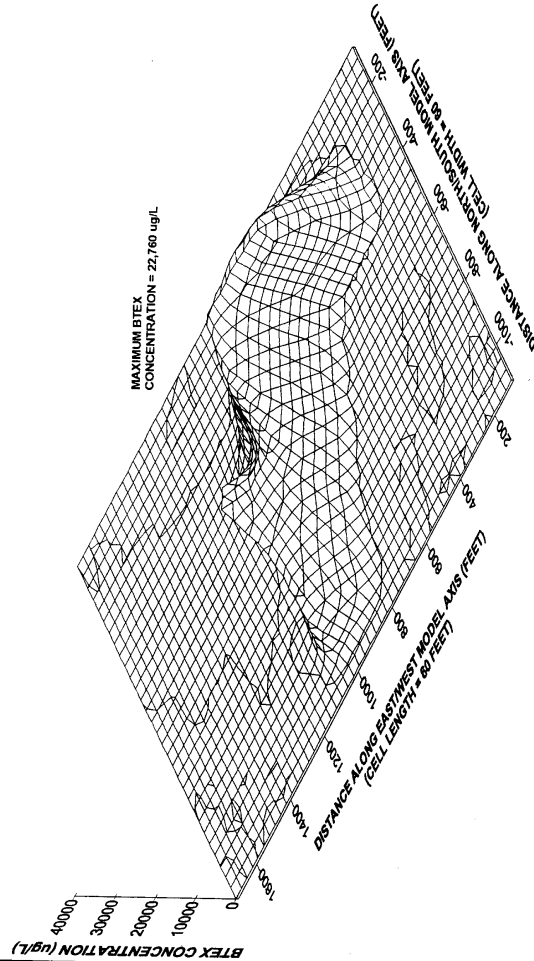 MAXIMUM BTEX
CONCENTRATION = 22,760 ug/L
BTEX CONCENTRATION (ug/L)
40000
30000
20000
10000
0
1600
1400
1200
1000
800
600
400
200
DISTANCE ALONG EAST/WEST MODEL AXIS (FEET)
(CELL LENGTH = 60 FEET)
-1000
-800
-600
-400
-200
DISTANCE ALONG NORTH/SOUTH MODEL AXIS (FEET)
(CELL WIDTH = 60 FEET)